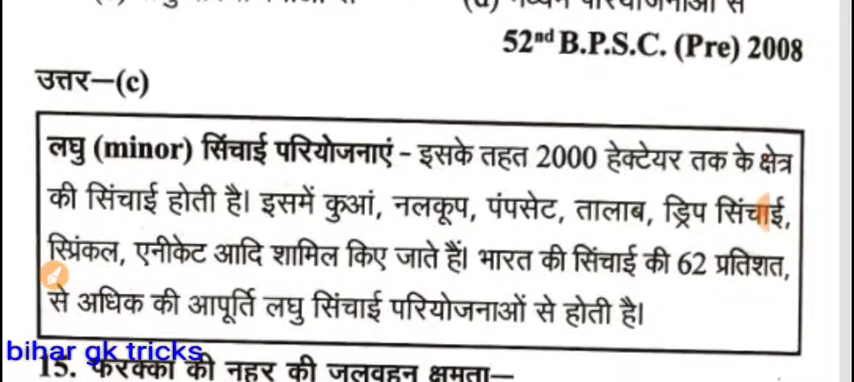 52nd B.P.S.C. (Pre) 2008
उत्तर–(c)
लघु (minor) सिंचाई परियोजनाएं - इसके तहत 2000 हेक्टेयर तक के क्षेत्र
की सिंचाई होती है। इसमें कुआं, नलकूप, पंपसेट, तालाब, ड्रिप सिंचाई,
स्प्रिंकल, एनीकेट आदि शामिल किए जाते हैं। भारत की सिंचाई की 62 प्रतिशत,
से अधिक की आपूर्ति लघु सिंचाई परियोजनाओं से होती है।
bihar gk tricks
15. फरक्का की नहर की जलवहन क्षमता–